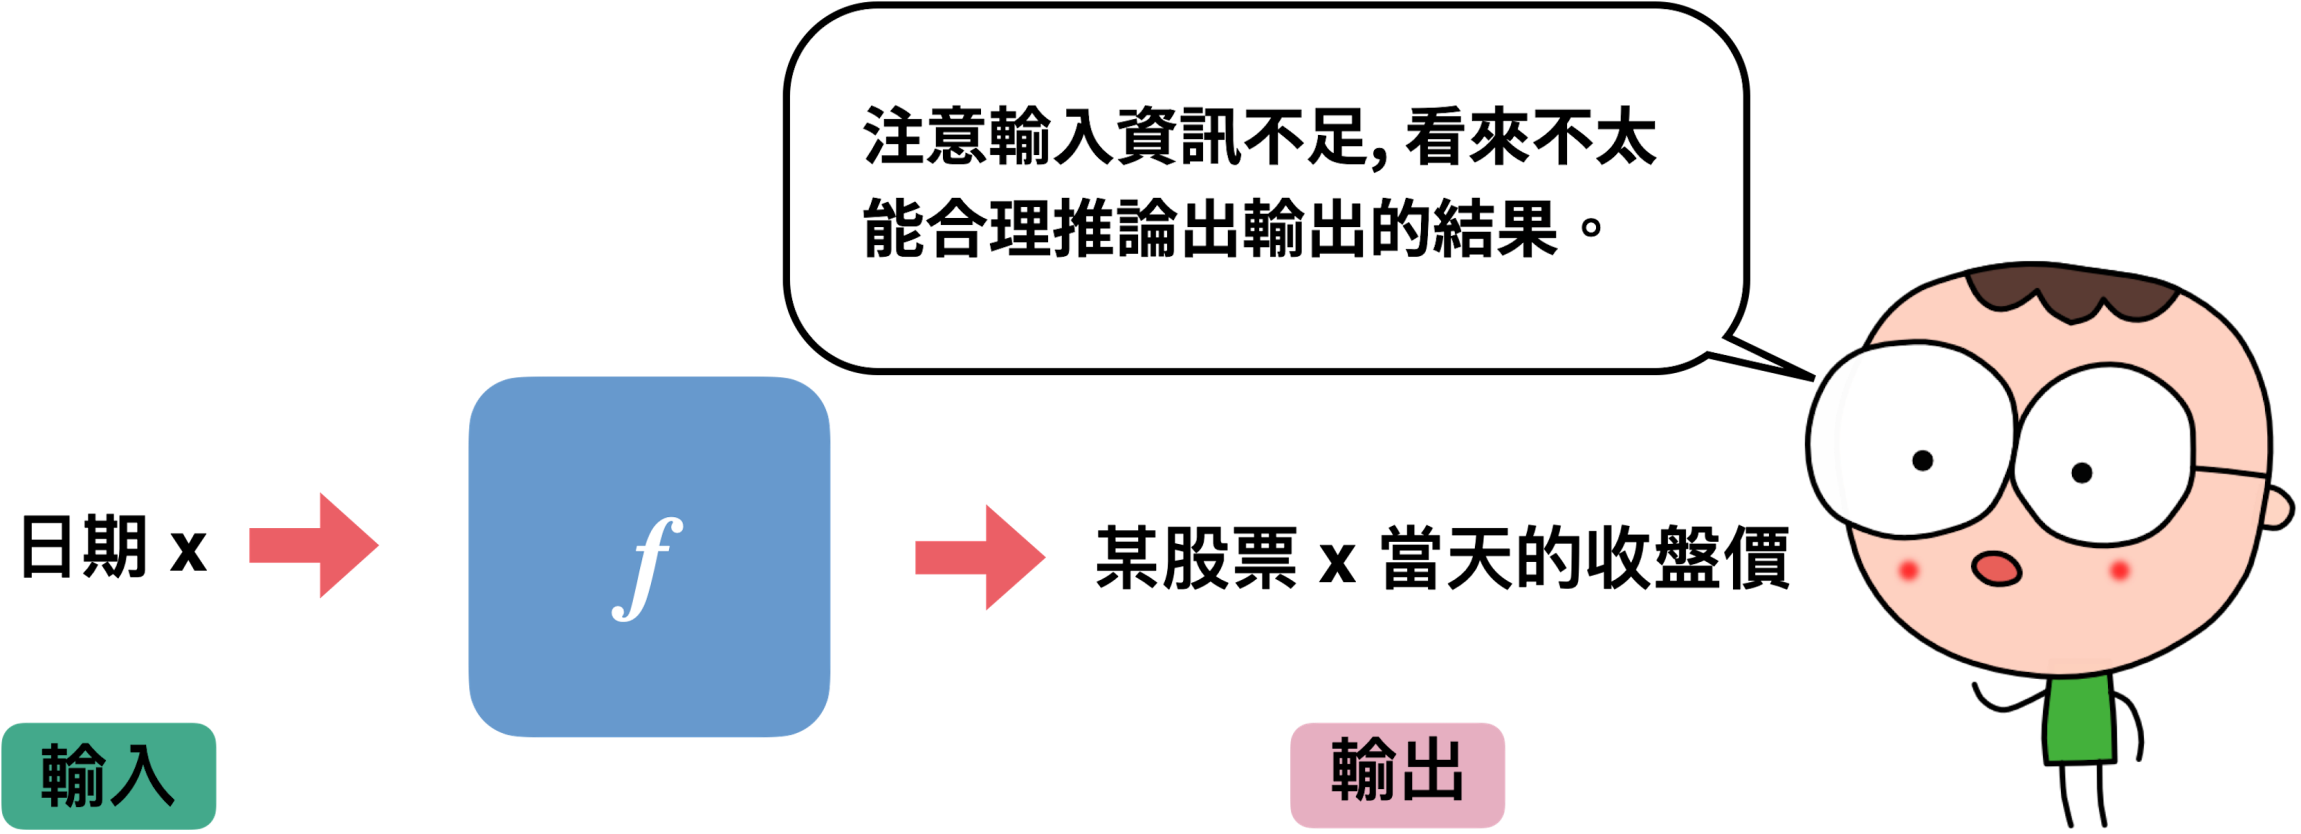 注意輸入資訊不足, 看來不太
能合理推論出輸出的結果。
日期 x
f
某股票 x 當天的收盤價
輸入
輸出